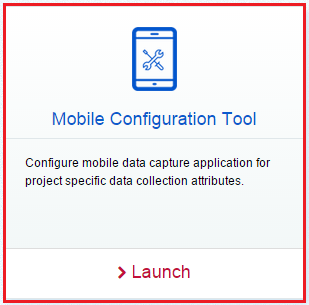 Mobile Configuration Tool
Configure mobile data capture application for
project specific data collection attributes.
Launch